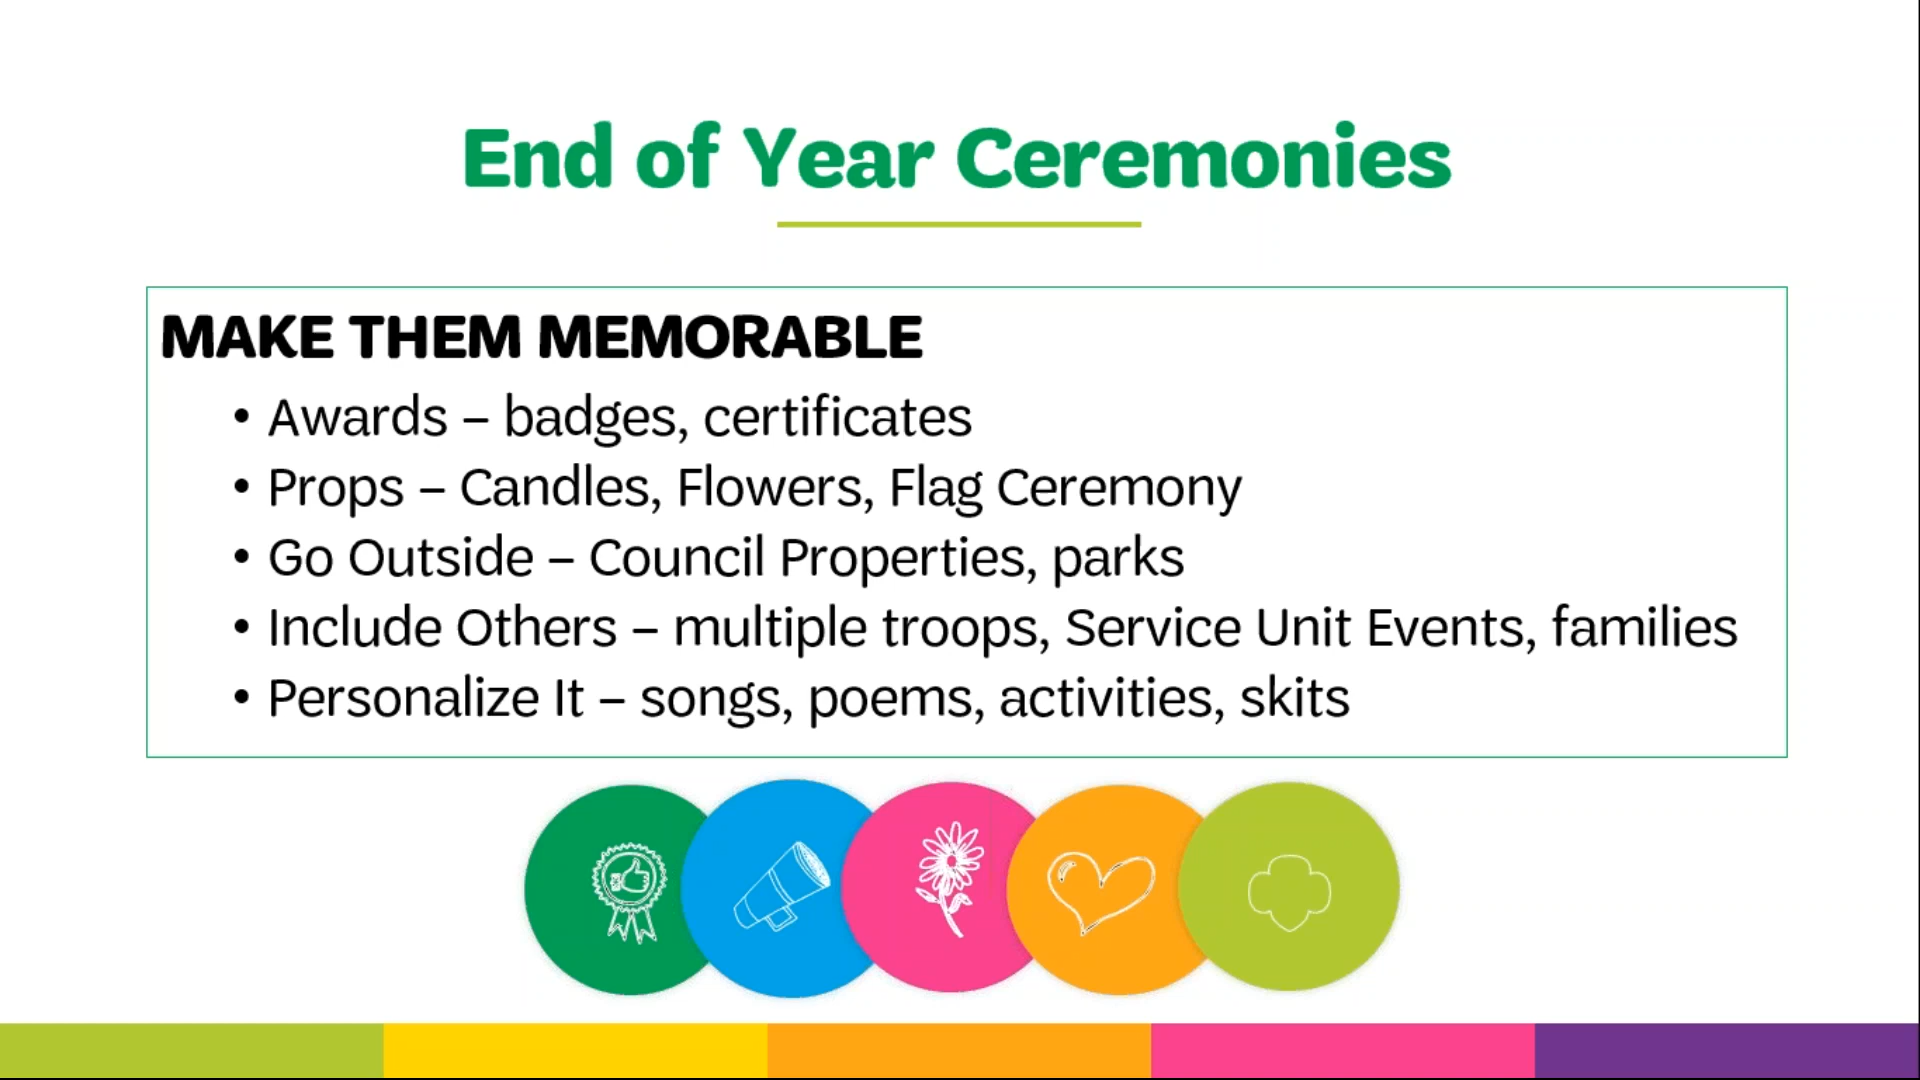 End of Year Ceremonies
MAKE THEM MEMORABLE
• Awards – badges, certificates
• Props – Candles, Flowers, Flag Ceremony
• Go Outside – Council Properties, parks
• Include Others – multiple troops, Service Unit Events, families
• Personalize It – songs, poems, activities, skits